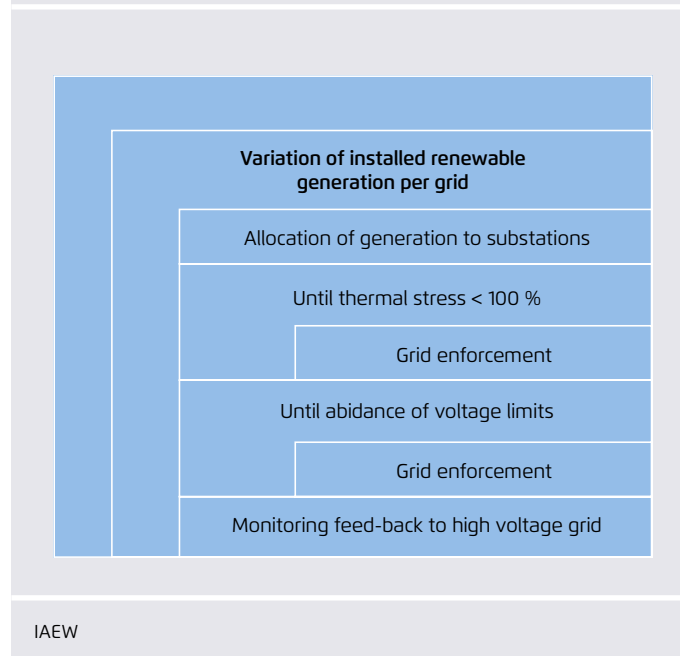 Variation of installed renewable
generation per grid
Allocation of generation to substations
Until thermal stress < 100 %
Grid enforcement
Until abidance of voltage limits
Grid enforcement
Monitoring feed-back to high voltage grid
IAEW